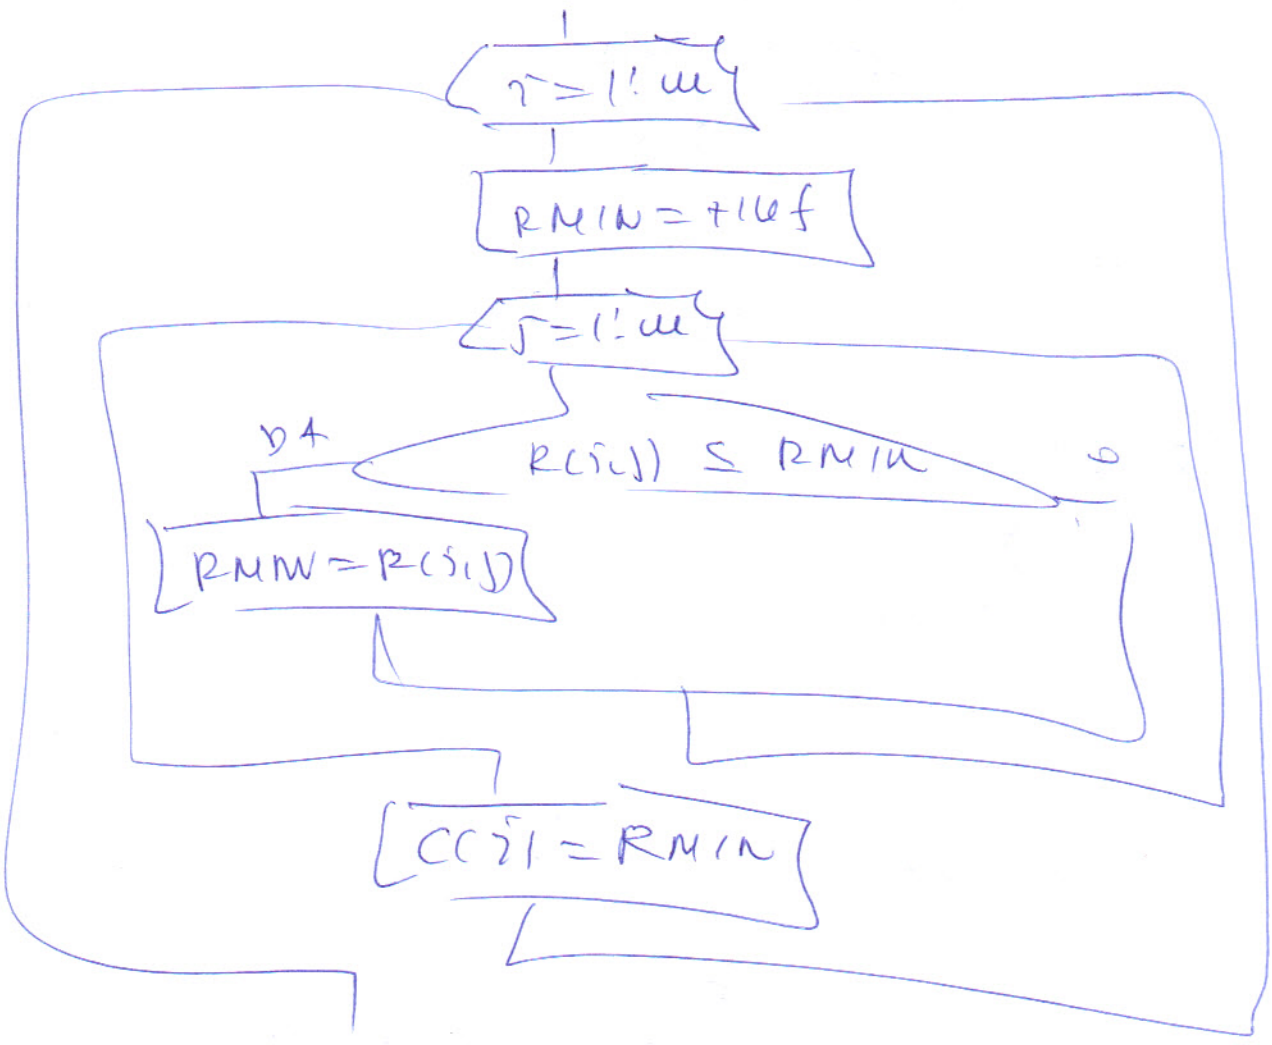 i=1:m
RMIN=+inf
j=1:m
DA
R(i,j) ≤ RMIN
0
RMIN=R(i,j)
C(i)=RMIN